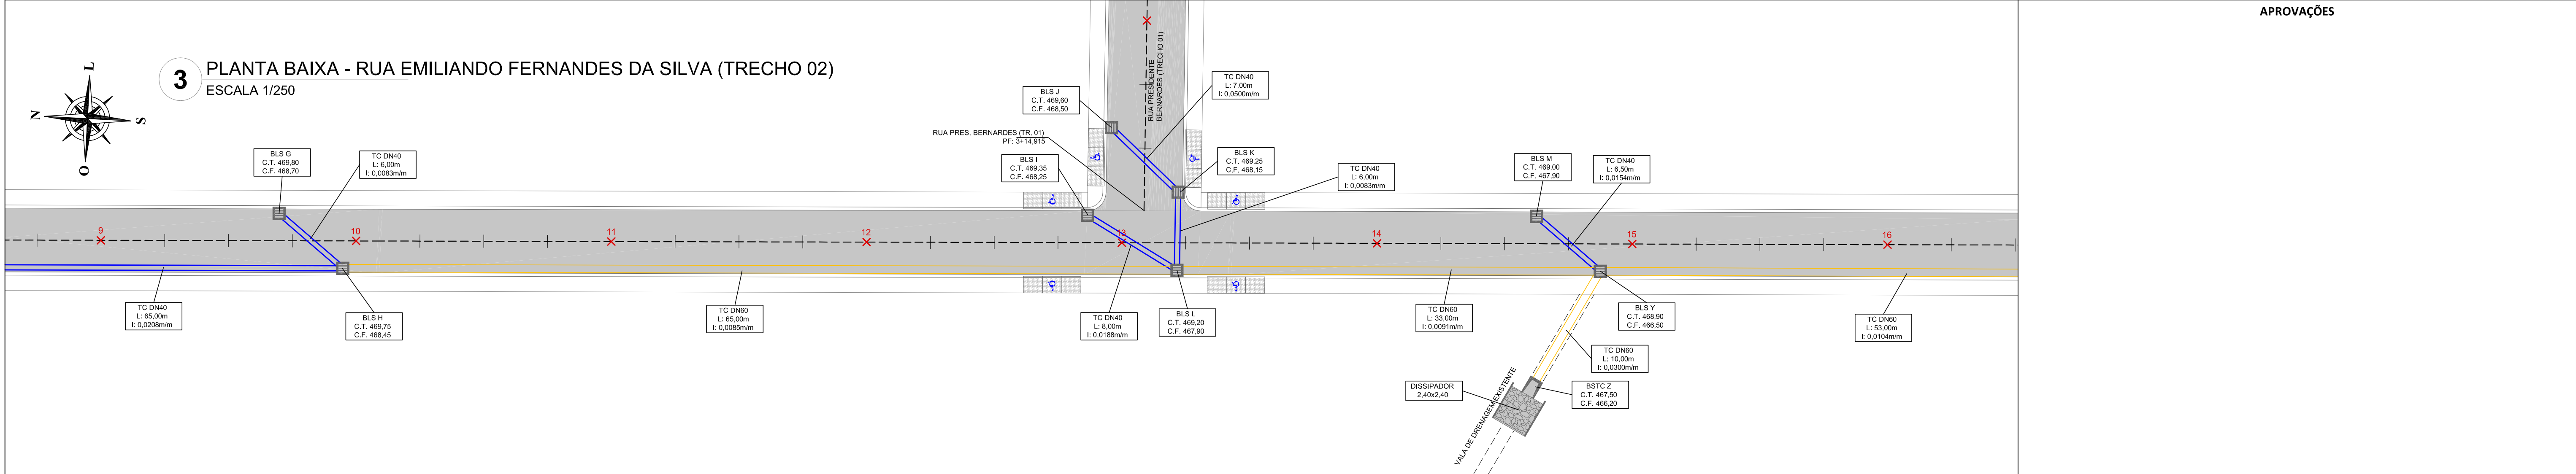 APROVAÇÕES
3
PLANTA BAIXA - RUA EMILIANDO FERNANDES DA SILVA (TRECHO 02)
ESCALA 1/250
L
N
S
O
RUA PRESIDENTE
BERNARDES (TRECHO 01)
TC DN40
L: 7,00m
I: 0,0500m/m
BLS J
C.T. 469,60
C.F. 468,50
RUA PRES. BERNARDES (TR. 01)
PF: 3+14,915
BLS G
C.T. 469,80
C.F. 468,70
TC DN40
L: 6,00m
I: 0,0083m/m
BLS I
C.T. 469,35
C.F. 468,25
BLS K
C.T. 469,25
C.F. 468,15
TC DN40
L: 6,00m
I: 0,0083m/m
BLS M
C.T. 469,00
C.F. 467,90
TC DN40
L: 6,50m
I: 0,0154m/m
9
10
11
12
13
14
15
16
TC DN40
L: 65,00m
I: 0,0208m/m
BLS H
C.T. 469,75
C.F. 468,45
TC DN60
L: 65,00m
I: 0,0085m/m
TC DN40
L: 8,00m
I: 0,0188m/m
BLS L
C.T. 469,20
C.F. 467,90
TC DN60
L: 33,00m
I: 0,0091m/m
BLS Y
C.T. 468,90
C.F. 466,50
TC DN60
L: 53,00m
I: 0,0104m/m
TC DN60
L: 10,00m
I: 0,0300m/m
DISSIPADOR
2,40x2,40
BSTC Z
C.T. 467,50
C.F. 466,20
VALA DE DRENAGEM EXISTENTE